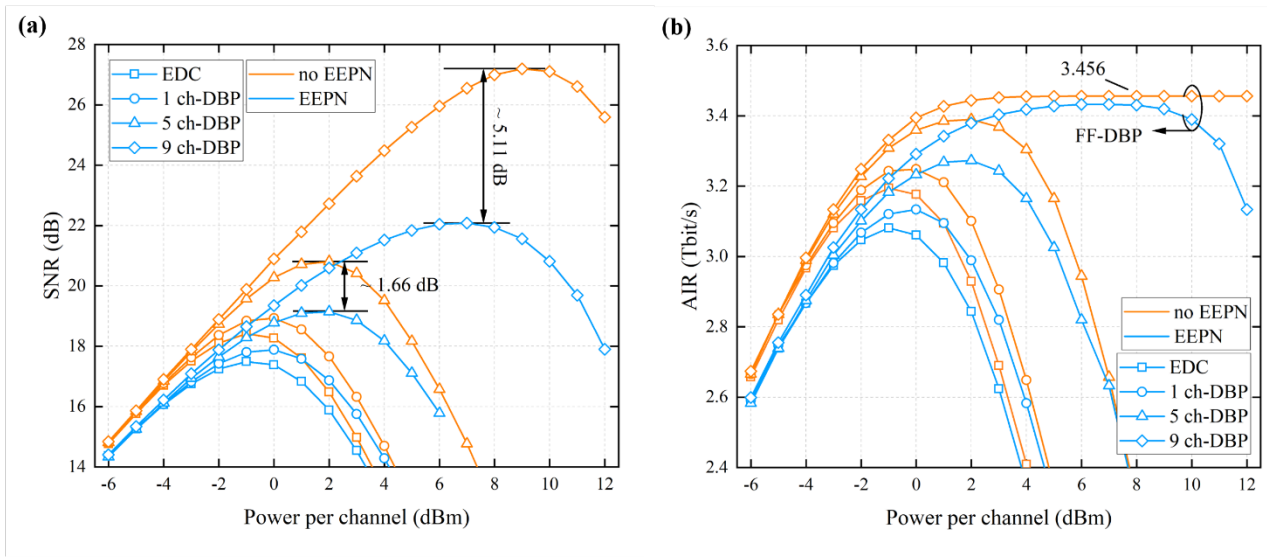 (a)
28
26
24
22
20
18
16
14
SNR (dB)
-6 -4 -2 0 2 4 6 8 10 12
Power per channel (dBm)
EDC
1 ch-DBP
5 ch-DBP
9 ch-DBP
no EEPN
EEPN
~ 5.11 dB
~ 1.66 dB
(b)
3.6
3.4
3.2
3.0
2.8
2.6
2.4
AIR (Tbit/s)
-6 -4 -2 0 2 4 6 8 10 12
Power per channel (dBm)
3.456
FF-DBP
no EEPN
EEPN
EDC
1 ch-DBP
5 ch-DBP
9 ch-DBP